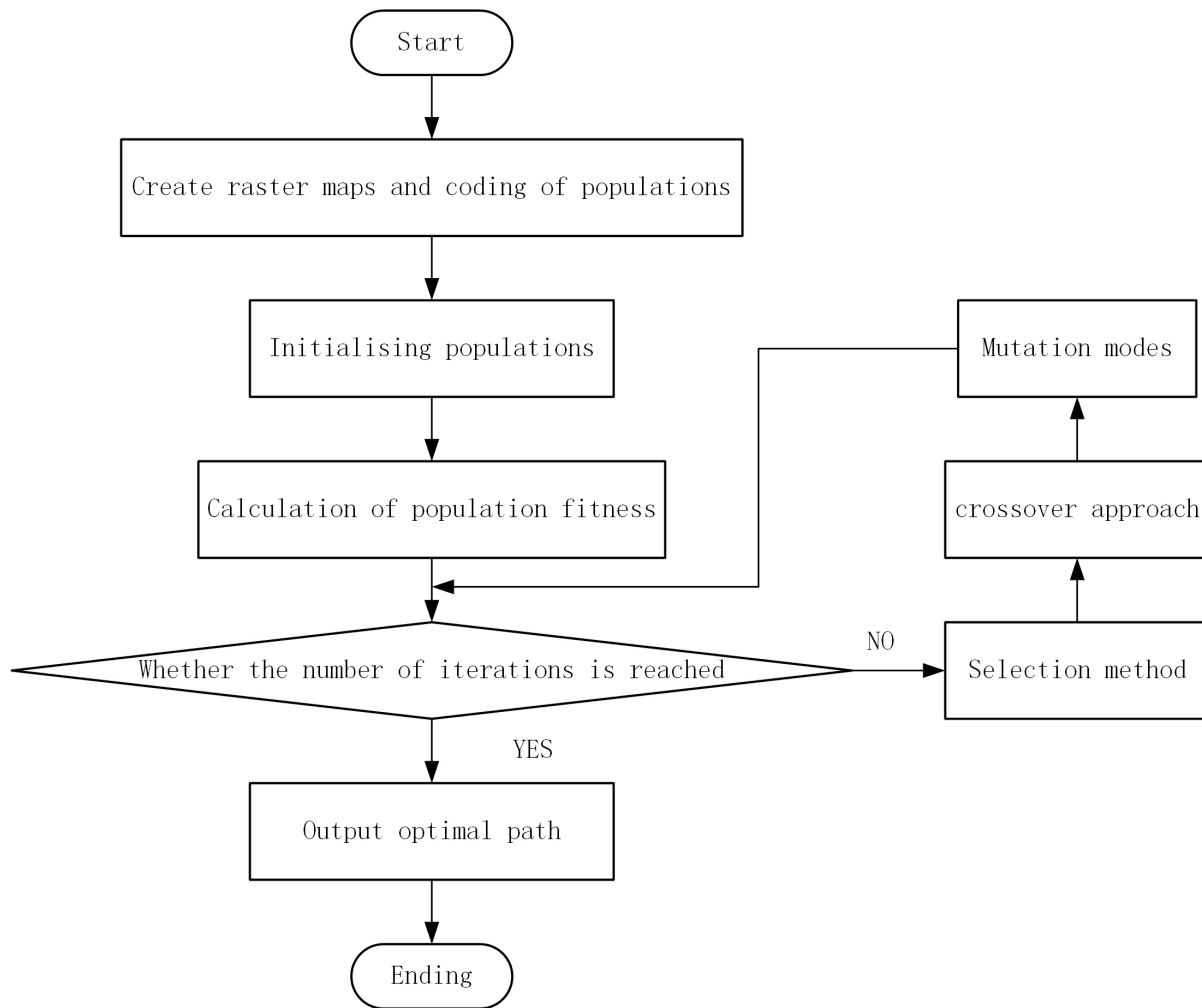 Start
Create raster maps and coding of populations
Initialising populations
Mutation modes
Calculation of population fitness
crossover approach
Whether the number of iterations is reached
NO
Selection method
YES
Output optimal path
Ending